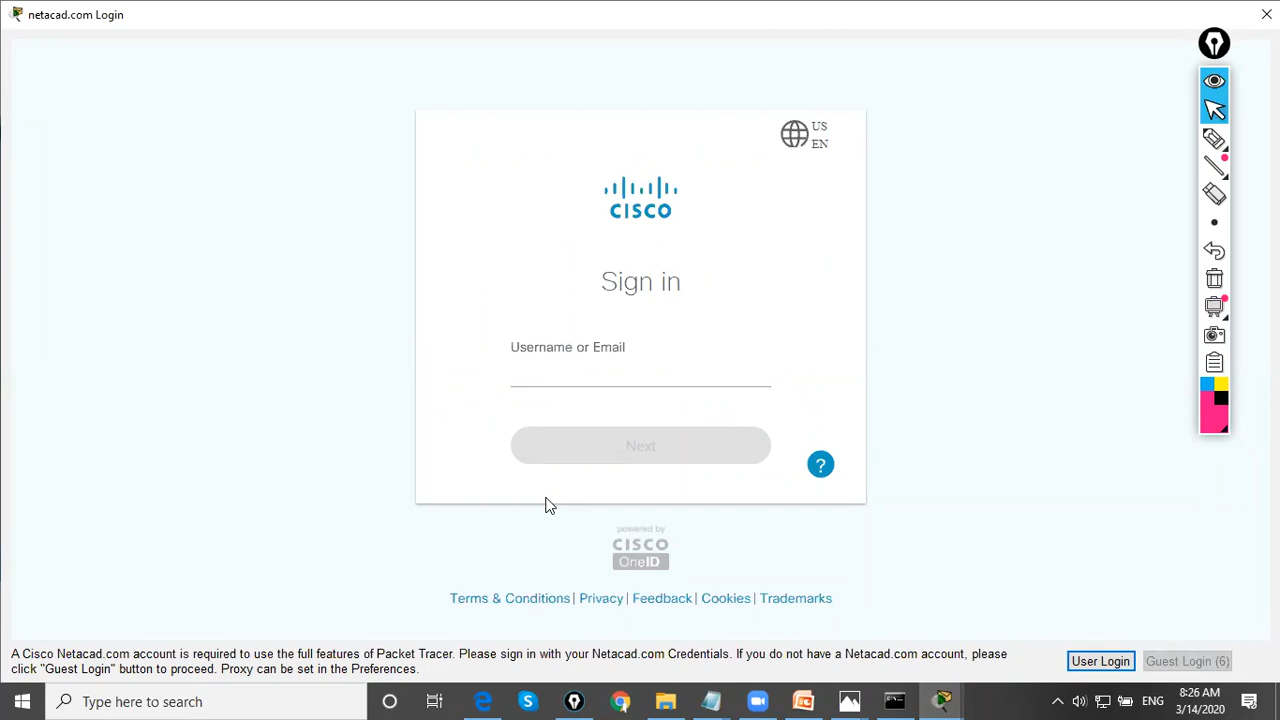 netacad.com Login
US
EN
CISCO
Sign in
Username or Email
Next
?
powered by
CISCO
OneID
Terms & Conditions | Privacy | Feedback | Cookies | Trademarks
A Cisco Netacad.com account is required to use the full features of Packet Tracer. Please sign in with your Netacad.com Credentials. If you do not have a Netacad.com account, please
click "Guest Login" button to proceed. Proxy can be set in the Preferences.
User Login
Guest Login (6)
Type here to search
ENG
8:26 AM
3/14/2020